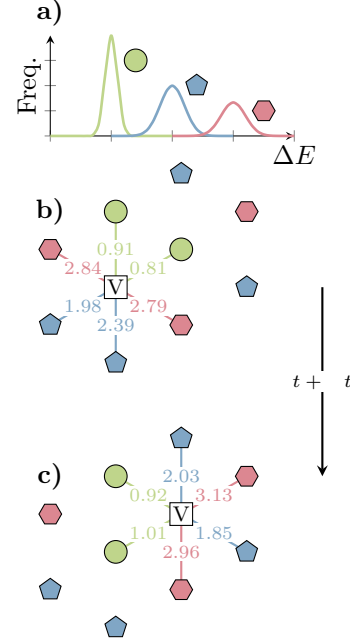 a)
Freq.
ΔE
b)
0.91
2.84
0.81
V
1.98
2.79
2.39
t + t
c)
2.03
0.92
3.13
V
1.01
1.85
2.96